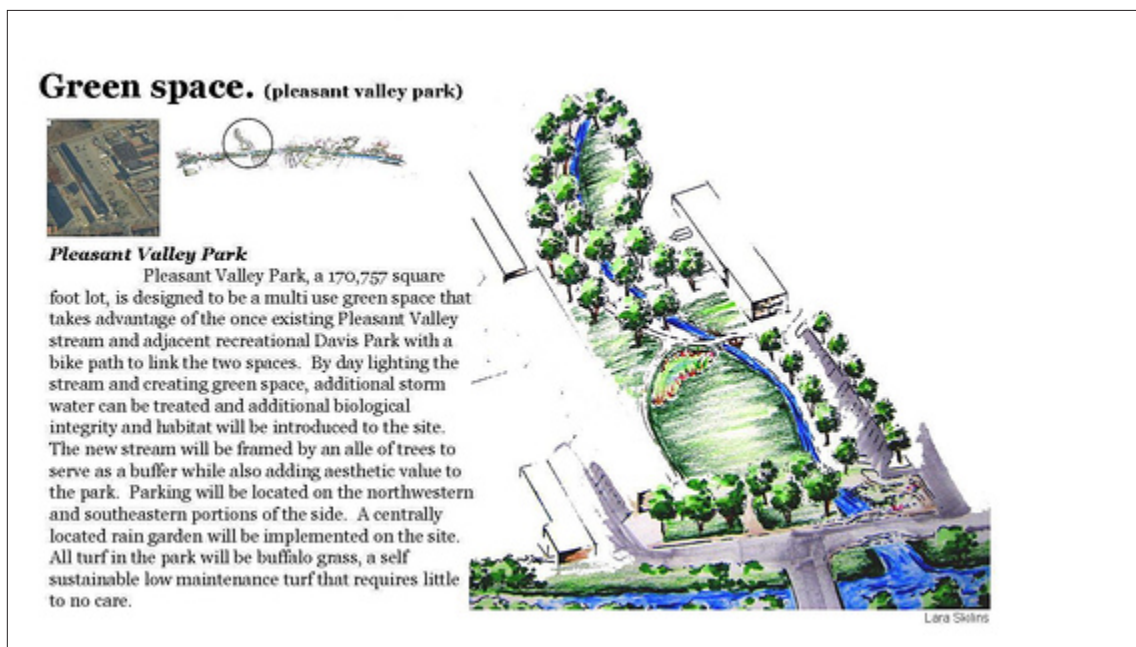 Green space. (pleasant valley park)
Pleasant Valley Park
Pleasant Valley Park, a 170,757 square
foot lot, is designed to be a multi use green space that
takes advantage of the once existing Pleasant Valley
stream and adjacent recreational Davis Park with a
bike path to link the two spaces. By day lighting the
stream and creating green space, additional storm
water can be treated and additional biological
integrity and habitat will be introduced to the site.
The new stream will be framed by an alle of trees to
serve as a buffer while also adding aesthetic value to
the park. Parking will be located on the northwestern
and southeastern portions of the side. A centrally
located rain garden will be implemented on the site.
All turf in the park will be buffalo grass, a self
sustainable low maintenance turf that requires little
to no care.
Lara